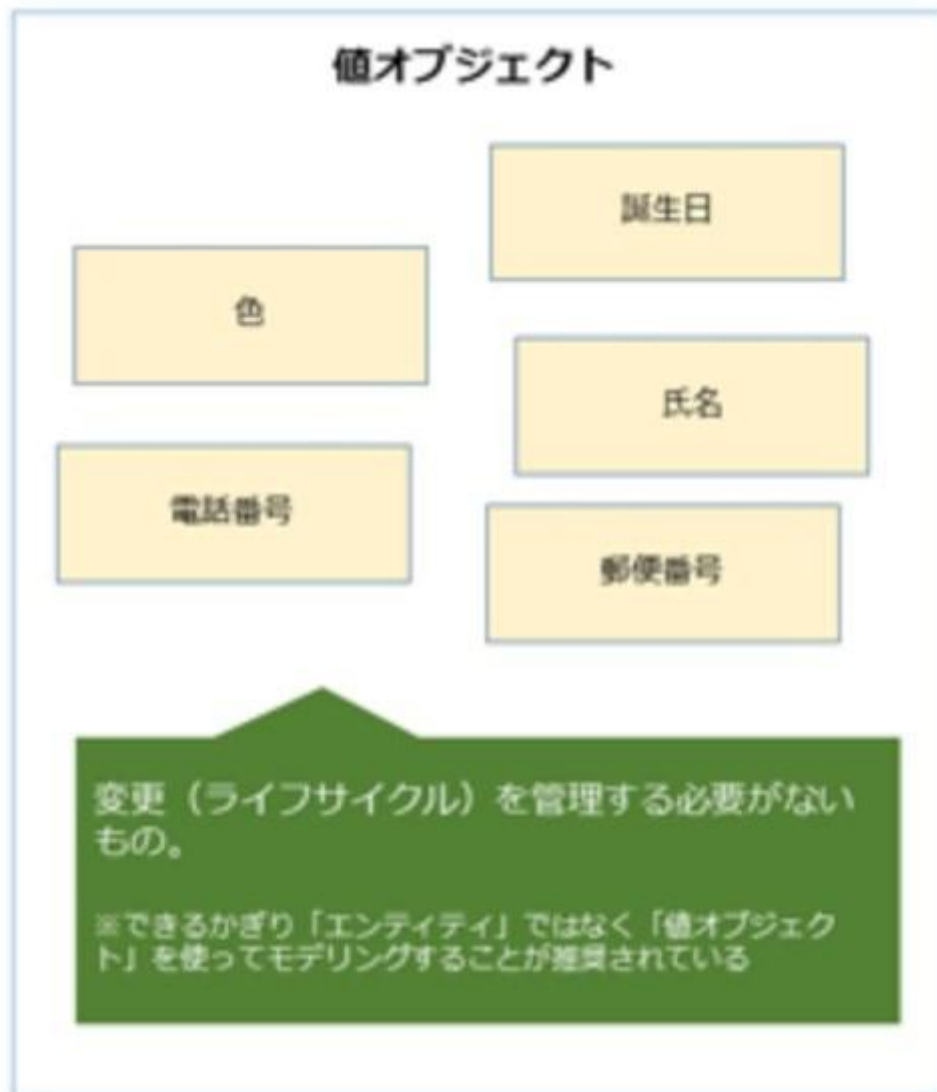 値オブジェクト
誕生日
色
氏名
電話番号
郵便番号
変更（ライフサイクル）を管理する必要がない
もの。
※できるかぎり「エンティティ」ではなく「値オブジェク
ト」を使ってモデリングすることが推奨されている